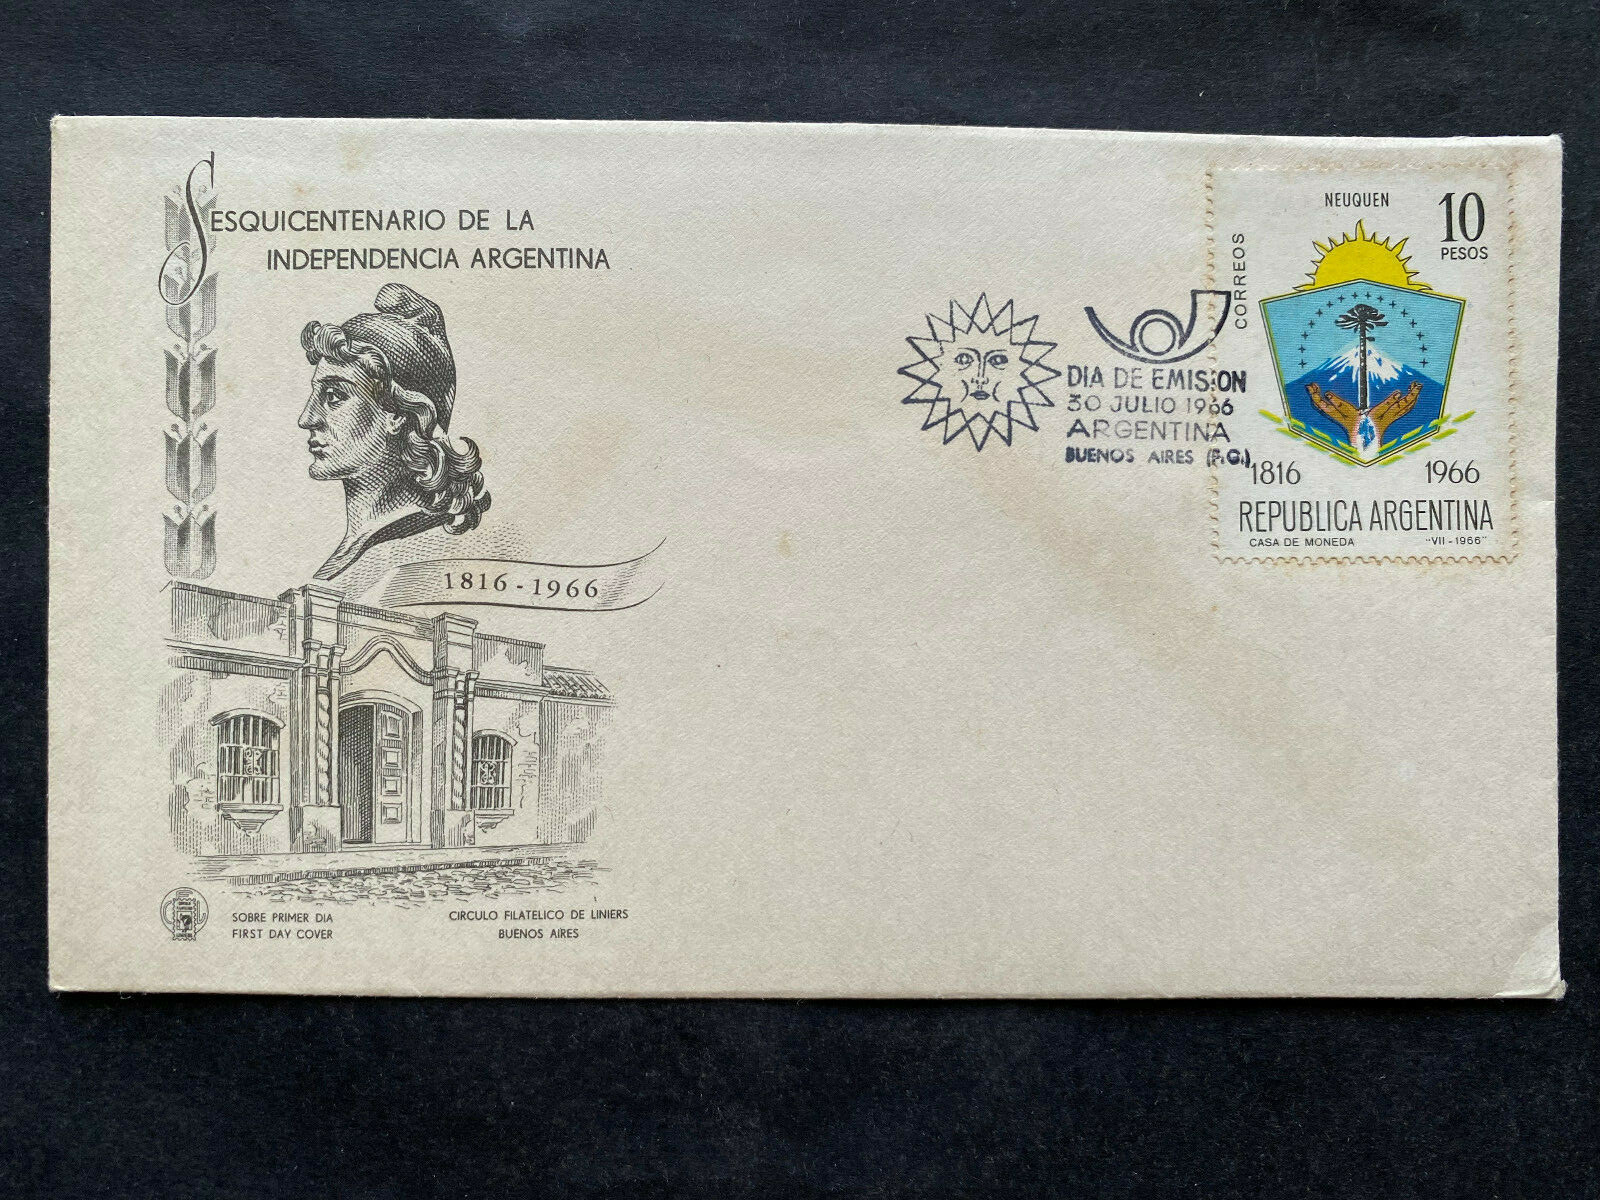 SESQUICENTENARIO DE LA
INDEPENDENCIA ARGENTINA
1816 - 1966
SOBRE PRIMER DIA
FIRST DAY COVER
CIRCULO FILATELICO DE LINIERS
BUENOS AIRES
DIA DE EMISION
30 JULIO 1966
ARGENTINA
BUENOS AIRES (F.C.)
NEUQUEN
10
PESOS
CORREOS
1816 1966
REPUBLICA ARGENTINA
CASA DE MONEDA "VII - 1966"